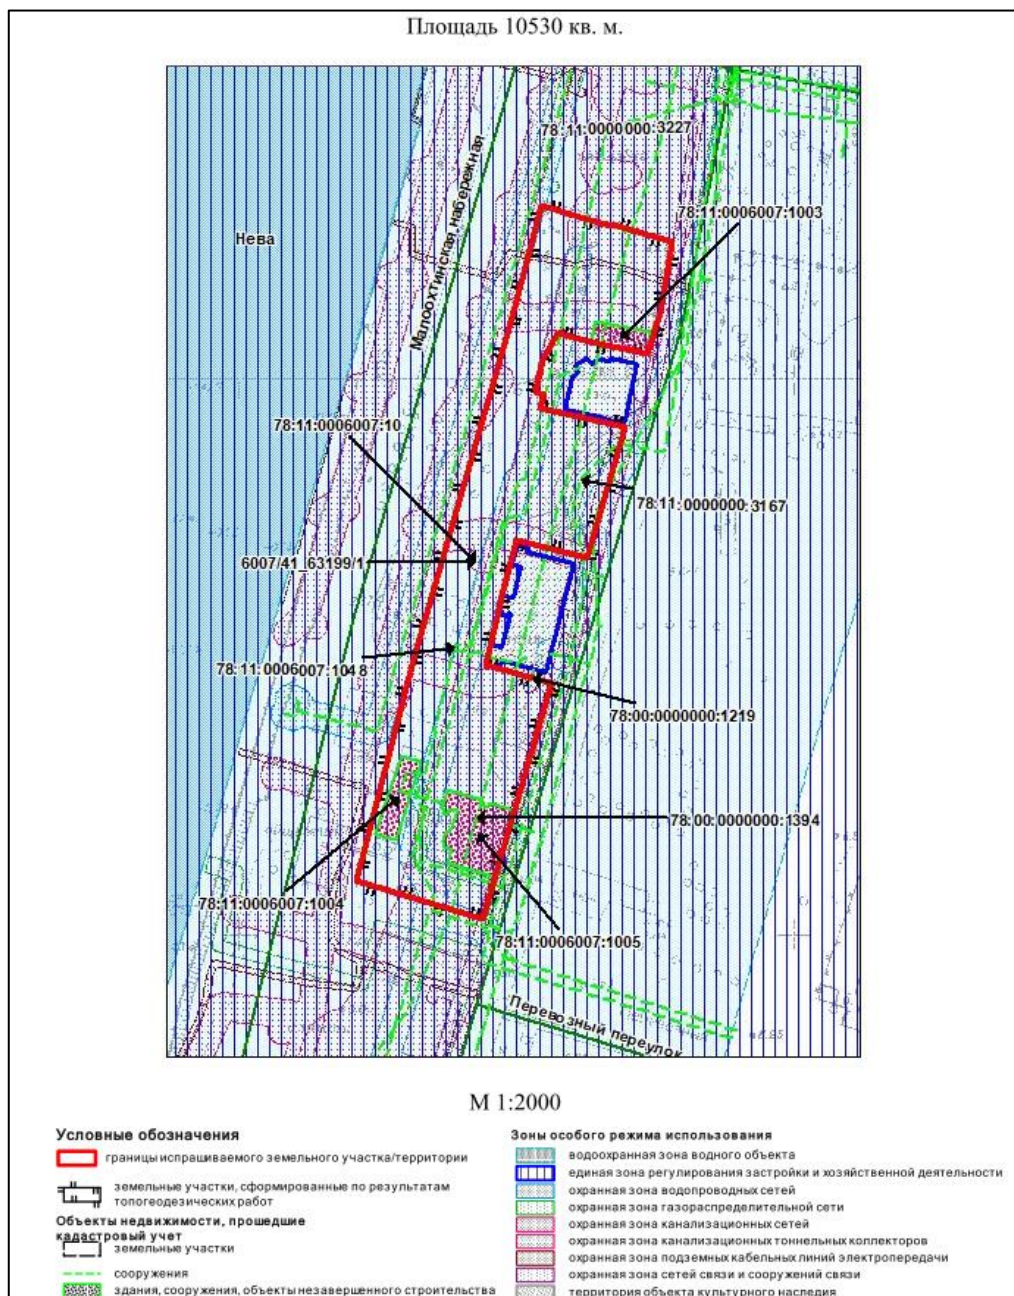 Площадь 10530 кв. м.
78:11:0000000:3227
78:11:0006007:1003
Нева
Малоохтинская набережная
78:11:0006007:10
78:11:0000000:3167
6007/41_63199/1
78:11:0006007:1048
78:00:0000000:1219
78:00:0000000:1394
78:11:0006007:1004
78:11:0006007:1005
Перевозный переулок
М 1:2000
Условные обозначения
границы испрашиваемого земельного участка/территории
земельные участки, сформированные по результатам
топогеодезических работ
Объекты недвижимости, прошедшие
кадастровый учет
земельные участки
сооружения
здания, сооружения, объекты незавершенного строительства
Зоны особого режима использования
водоохранная зона водного объекта
единая зона регулирования застройки и хозяйственной деятельности
охранная зона водопроводных сетей
охранная зона газораспределительной сети
охранная зона канализационных сетей
охранная зона канализационных тоннельных коллекторов
охранная зона подземных кабельных линий электропередачи
охранная зона сетей связи и сооружений связи
территория объекта культурного наследия